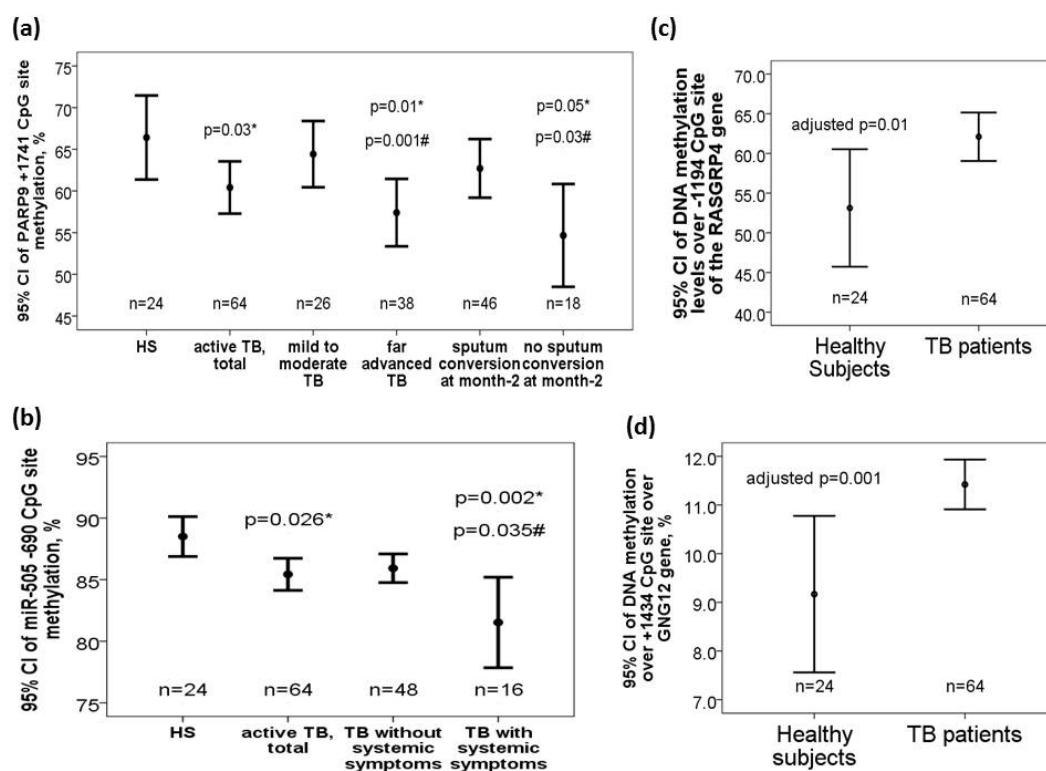 (a)
95% CI of PARP9 +1741 CpG site
methylation, %
75
70
65
60
55
50
45
p=0.03*
p=0.01*
p=0.001#
p=0.05*
p=0.03#
n=24
n=64
n=26
n=38
n=46
n=18
HS
active TB,
total
mild to
moderate
TB
far
advanced
TB
sputum
conversion
at month-2
no sputum
conversion
at month-2
(b)
95% CI of miR-505 -690 CpG site
methylation, %
95
90
85
80
75
p=0.026*
p=0.002*
p=0.035#
n=24
n=64
n=48
n=16
HS
active TB,
total
TB without
systemic
symptoms
TB with
systemic
symptoms
(c)
95% CI of DNA methylation
levels over -1194 CpG site
of the RASGRP4 gene
70.0
65.0
60.0
55.0
50.0
45.0
40.0
adjusted p=0.01
n=24
n=64
Healthy
Subjects
TB patients
(d)
95% CI of DNA methylation
over +1434 CpG site over
GNG12 gene, %
12.0
11.0
10.0
9.0
8.0
7.0
adjusted p=0.001
n=24
n=64
Healthy
subjects
TB patients